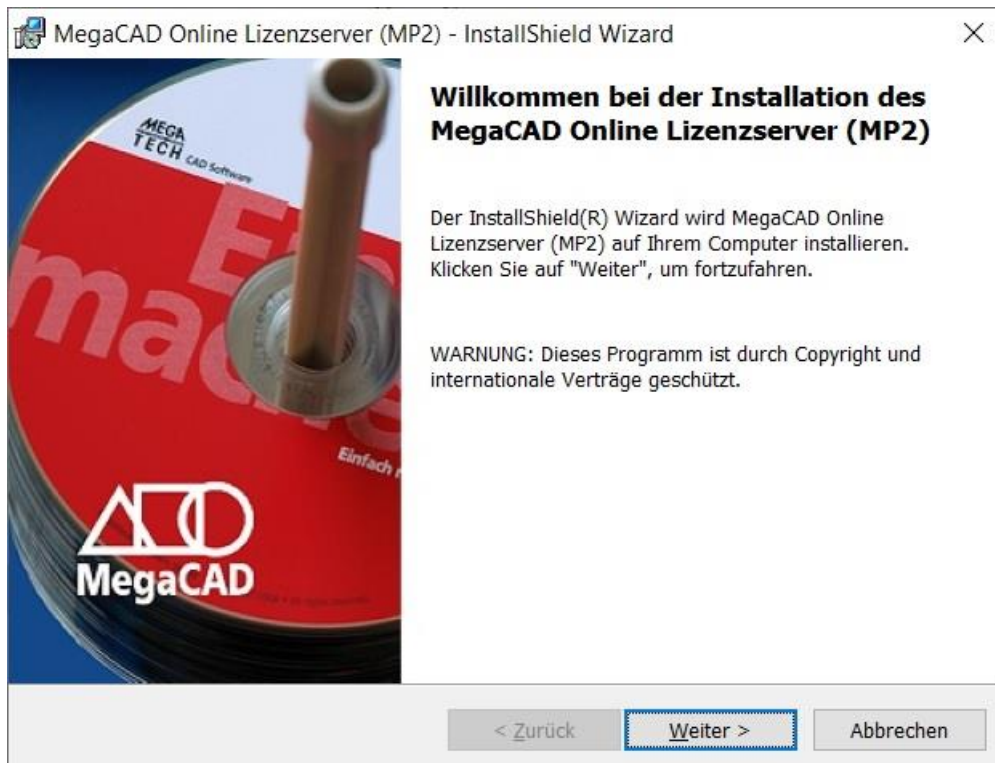 MegaCAD Online Lizenzserver (MP2) - InstallShield Wizard
MEGA
TECH CAD Software
Einfach
MegaCAD
Willkommen bei der Installation des
MegaCAD Online Lizenzserver (MP2)
Der InstallShield(R) Wizard wird MegaCAD Online
Lizenzserver (MP2) auf Ihrem Computer installieren.
Klicken Sie auf "Weiter", um fortzufahren.
WARNUNG: Dieses Programm ist durch Copyright und
internationale Verträge geschützt.
< Zurück
Weiter >
Abbrechen